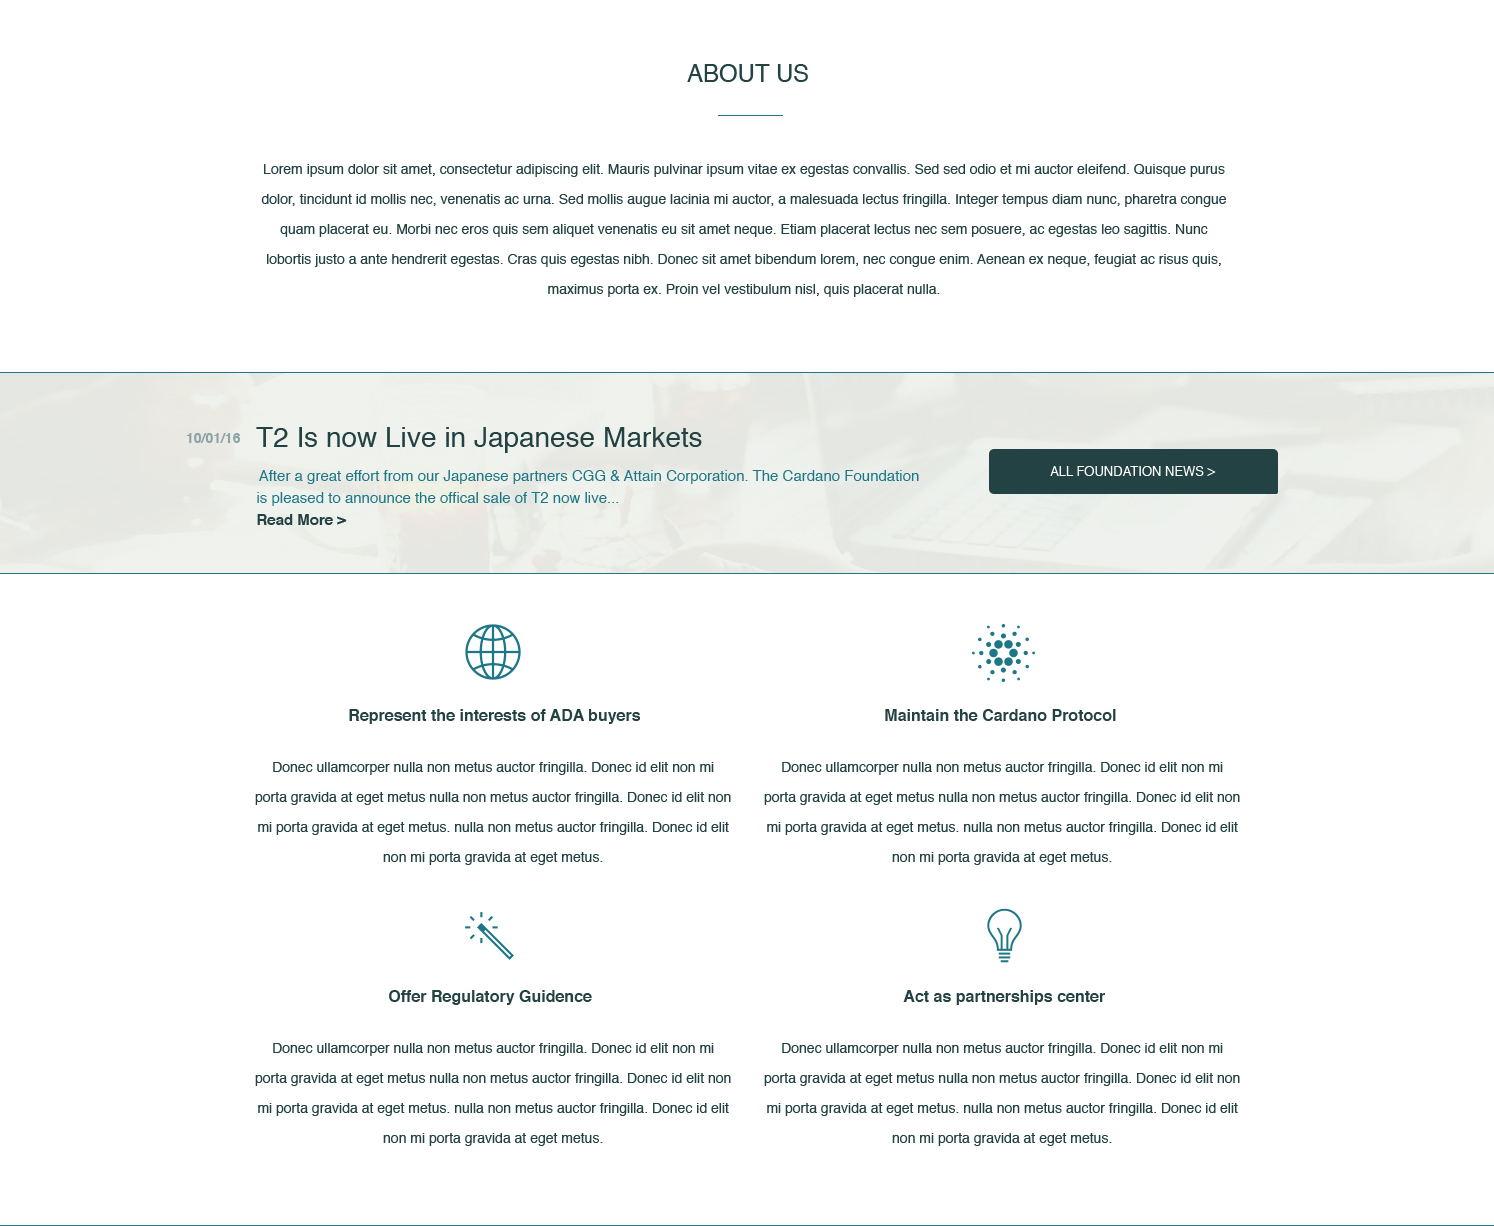 ABOUT US
Lorem ipsum dolor sit amet, consectetur adipiscing elit. Mauris pulvinar ipsum vitae ex egestas convallis. Sed sed odio et mi auctor eleifend. Quisque purus
dolor, tincidunt id mollis nec, venenatis ac urna. Sed mollis augue lacinia mi auctor, a malesuada lectus fringilla. Integer tempus diam nunc, pharetra congue
quam placerat eu. Morbi nec eros quis sem aliquet venenatis eu sit amet neque. Etiam placerat lectus nec sem posuere, ac egestas leo sagittis. Nunc
lobortis justo a ante hendrerit egestas. Cras quis egestas nibh. Donec sit amet bibendum lorem, nec congue enim. Aenean ex neque, feugiat ac risus quis,
maximus porta ex. Proin vel vestibulum nisl, quis placerat nulla.
10/01/16 T2 Is now Live in Japanese Markets
After a great effort from our Japanese partners CGG & Attain Corporation. The Cardano Foundation
is pleased to announce the offical sale of T2 now live...
Read More >
ALL FOUNDATION NEWS >
Represent the interests of ADA buyers
Donec ullamcorper nulla non metus auctor fringilla. Donec id elit non mi
porta gravida at eget metus nulla non metus auctor fringilla. Donec id elit non
mi porta gravida at eget metus. nulla non metus auctor fringilla. Donec id elit
non mi porta gravida at eget metus.
Maintain the Cardano Protocol
Donec ullamcorper nulla non metus auctor fringilla. Donec id elit non mi
porta gravida at eget metus nulla non metus auctor fringilla. Donec id elit non
mi porta gravida at eget metus. nulla non metus auctor fringilla. Donec id elit
non mi porta gravida at eget metus.
Offer Regulatory Guidence
Donec ullamcorper nulla non metus auctor fringilla. Donec id elit non mi
porta gravida at eget metus nulla non metus auctor fringilla. Donec id elit non
mi porta gravida at eget metus. nulla non metus auctor fringilla. Donec id elit
non mi porta gravida at eget metus.
Act as partnerships center
Donec ullamcorper nulla non metus auctor fringilla. Donec id elit non mi
porta gravida at eget metus nulla non metus auctor fringilla. Donec id elit non
mi porta gravida at eget metus. nulla non metus auctor fringilla. Donec id elit
non mi porta gravida at eget metus.